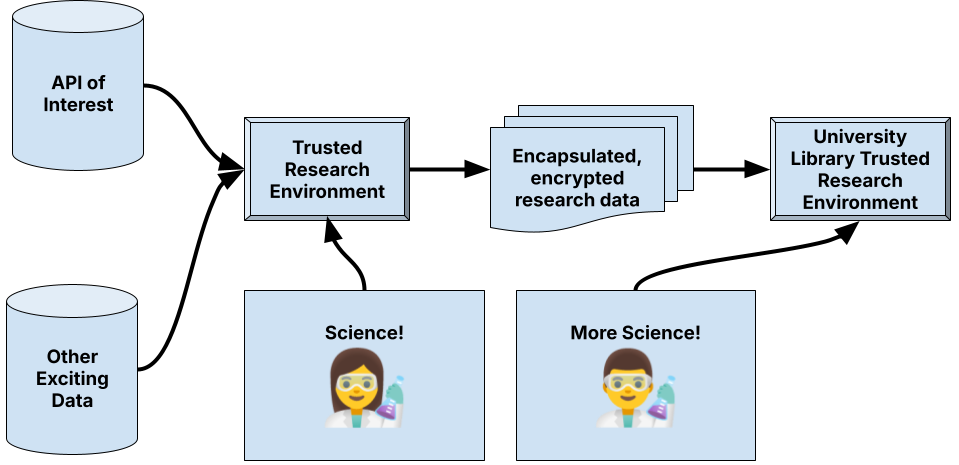 API of
Interest
Trusted
Research
Environment
Encapsulated,
encrypted
research data
University
Library Trusted
Research
Environment
Other
Exciting
Data
Science!
More Science!